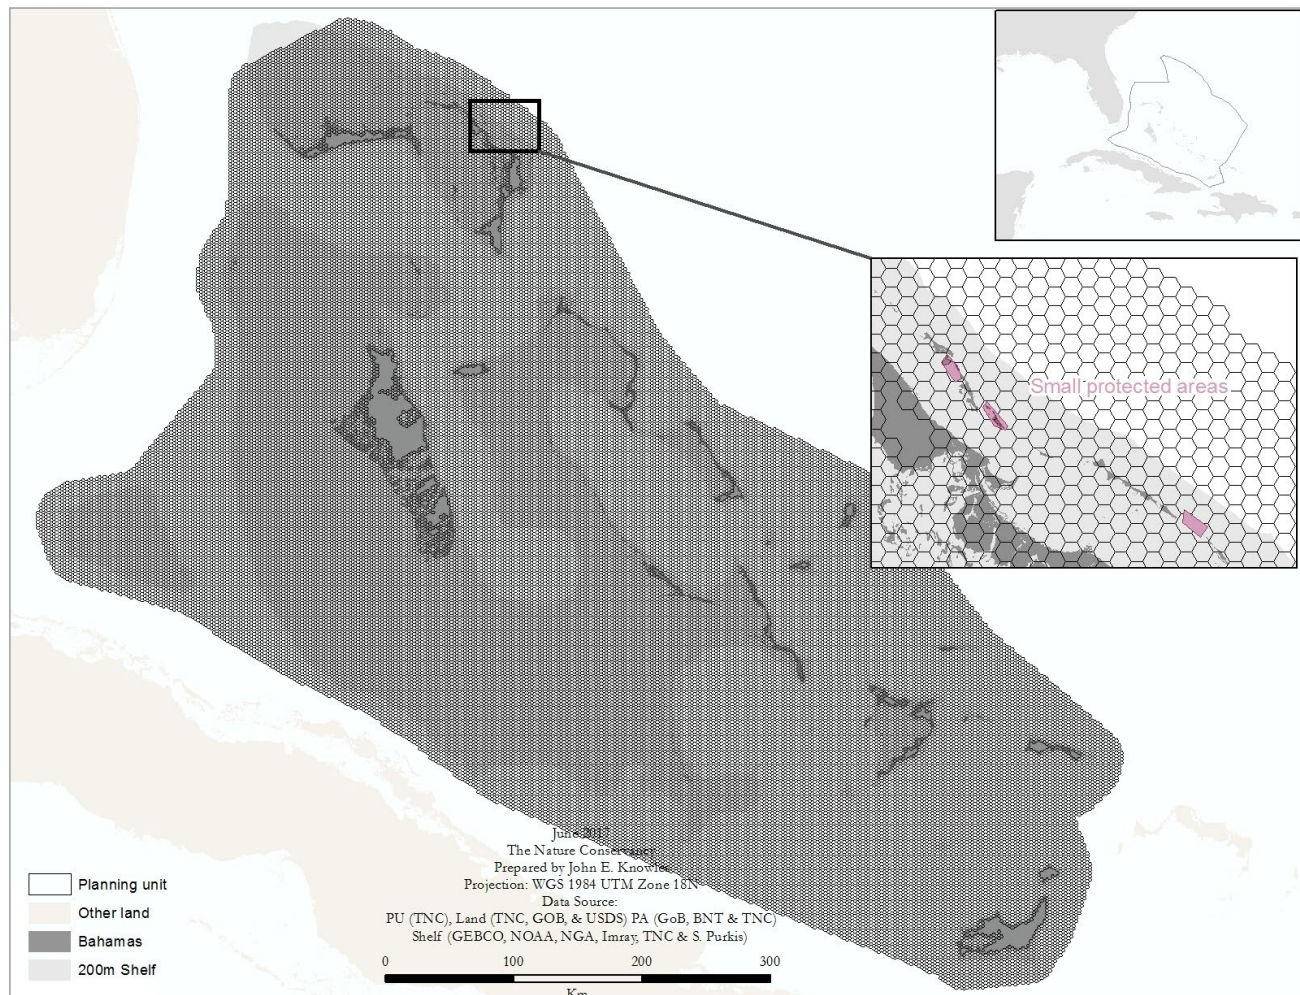 Small protected areas
June 2017
The Nature Conservancy
Prepared by John E. Knowles
Projection: WGS 1984 UTM Zone 18N
Data Source:
PU (TNC), Land (TNC, GOB, & USDS) PA (GoB, BNT & TNC)
Shelf (GEBCO, NOAA, NGA, Imray, TNC & S. Purkis)
Planning unit
Other land
Bahamas
200m Shelf
0 100 200 300
Km